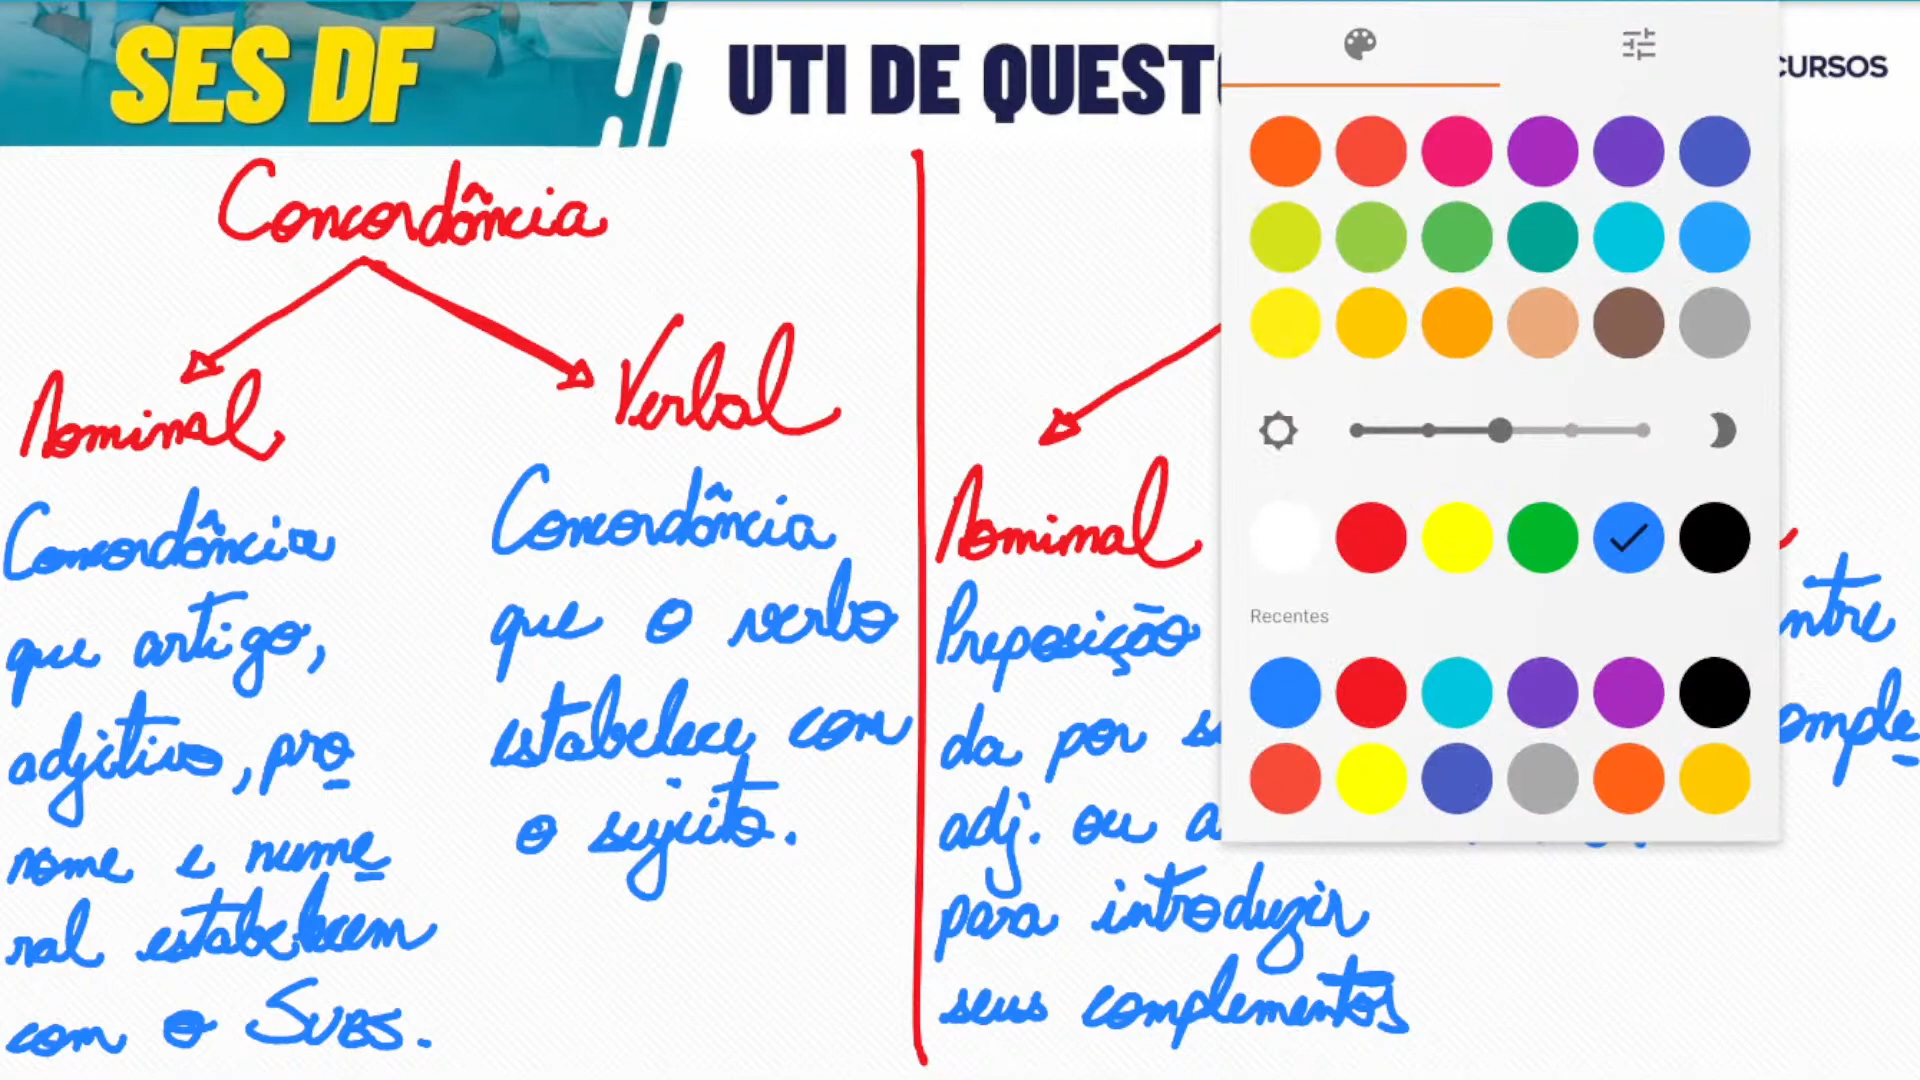 SES DF
UTI DE QUEST
CURSOS
Concordância
Nominal
Verbal
Concordância
que artigo,
adjetivo, pro
nome e nume
ral estabelecem
com o SUBS.
Concordância
que o verbo
estabelece com
o sujeito.
Nominal
Preposição
da por s
adj. ou a
para introduzir
seus complementos
ntre
omple
Recentes